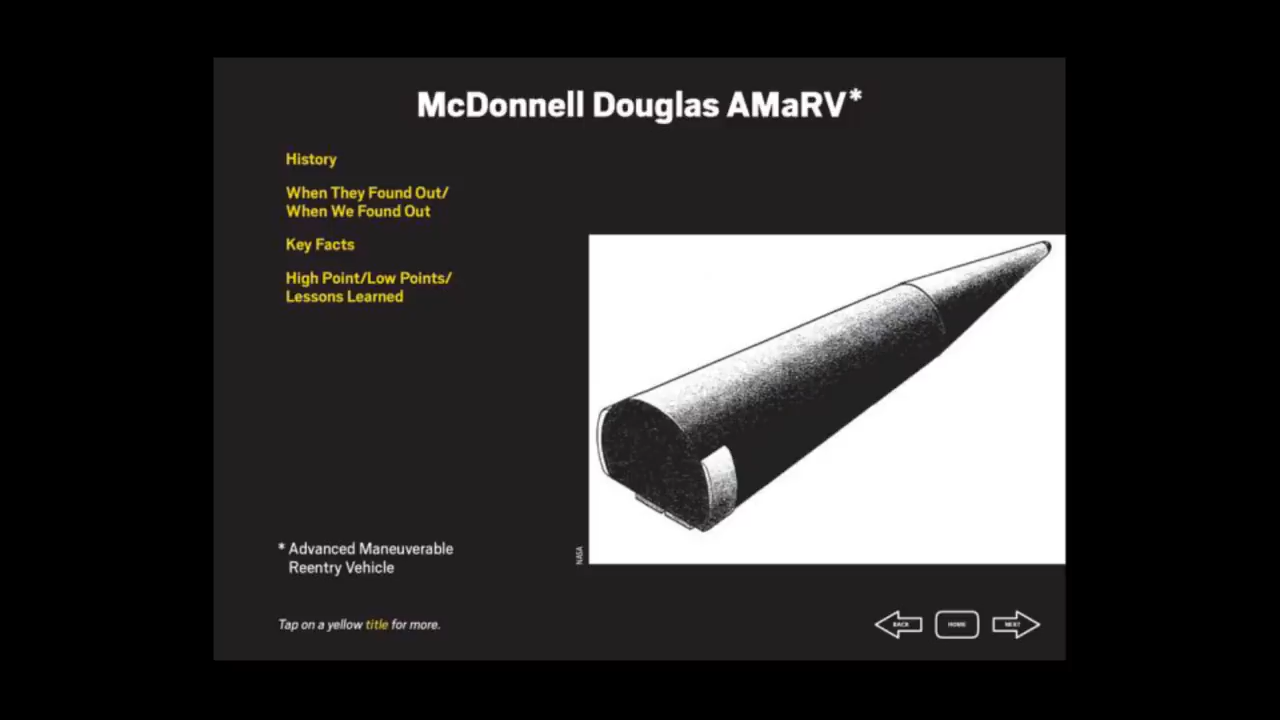 McDonnell Douglas AMaRV*
History
When They Found Out/
When We Found Out
Key Facts
High Point/Low Points/
Lessons Learned
NASA
* Advanced Maneuverable
Reentry Vehicle
Tap on a yellow title for more.
BACK
HOME
NEXT